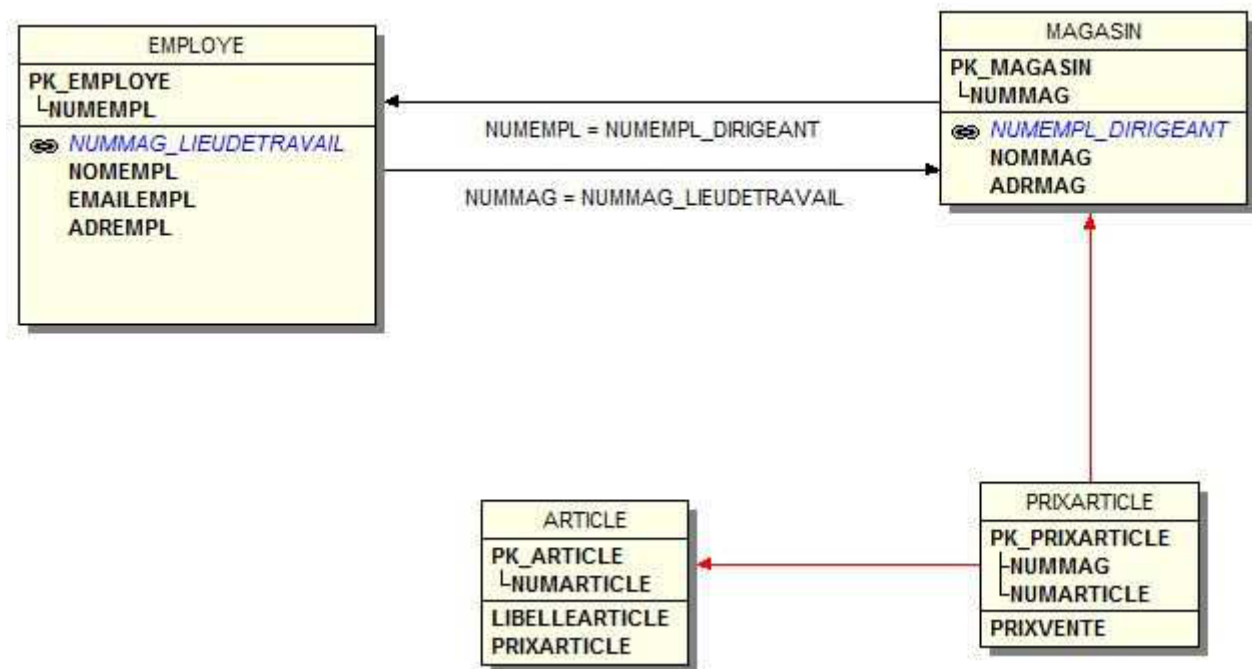 EMPLOYE
PK_EMPLOYE
NUMEMPL
NUMMAG_LIEUDETRAVAIL
NOMEMPL
EMAILEMPL
ADREMPL
NUMEMPL = NUMEMPL_DIRIGEANT
NUMMAG = NUMMAG_LIEUDETRAVAIL
MAGASIN
PK_MAGASIN
NUMMAG
NUMEMPL_DIRIGEANT
NOMMAG
ADRMAG
ARTICLE
PK_ARTICLE
NUMARTICLE
LIBELLEARTICLE
PRIXARTICLE
PRIXARTICLE
PK_PRIXARTICLE
NUMMAG
NUMARTICLE
PRIXVENTE